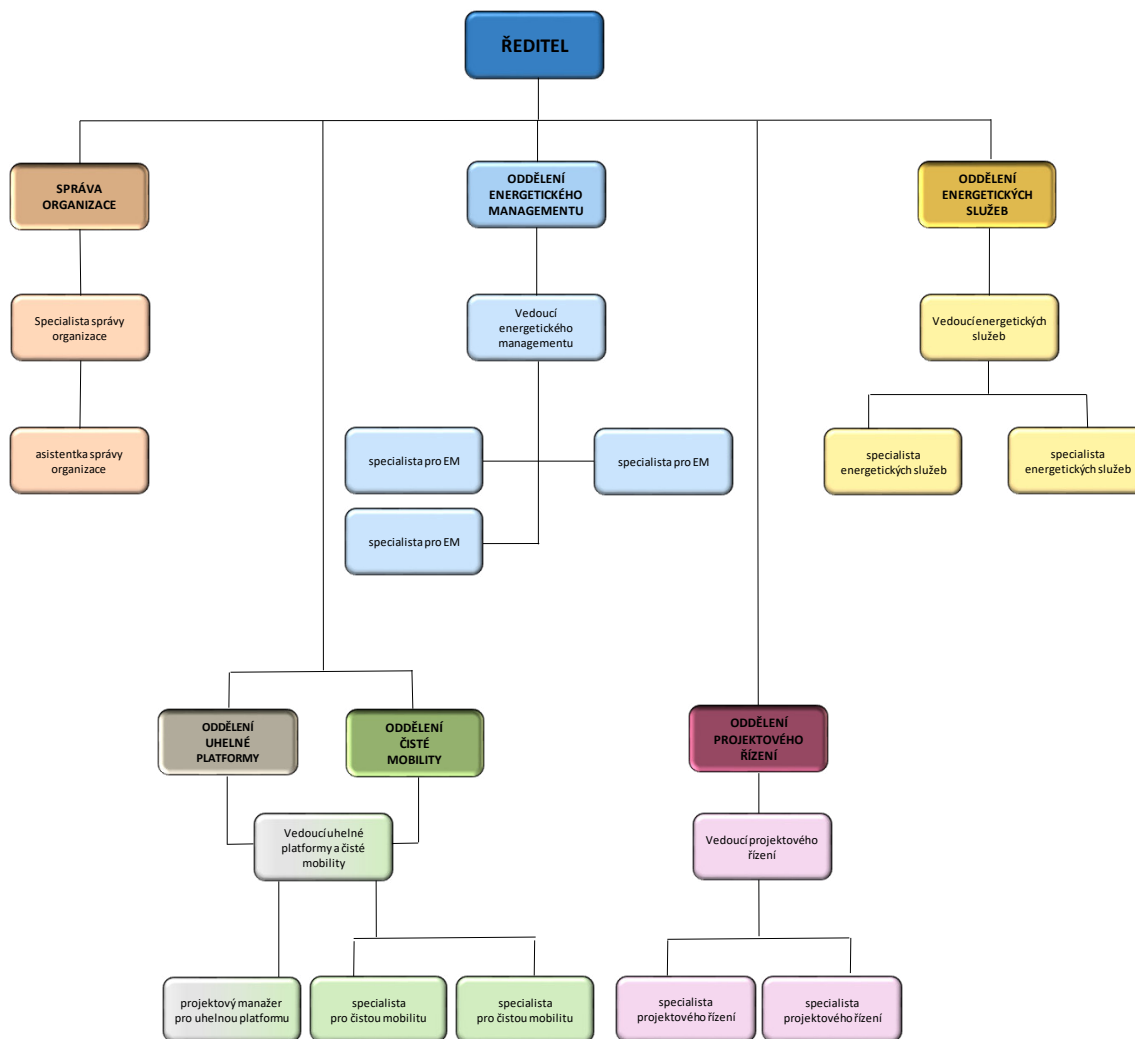 ŘEDITEL
SPRÁVA
ORGANIZACE
ODDĚLENÍ
ENERGETICKÉHO
MANAGEMENTU
ODDĚLENÍ
ENERGETICKÝCH
SLUŽEB
Specialista správy
organizace
Vedoucí
energetického
managementu
Vedoucí energetických
služeb
asistentka správy
organizace
specialista pro EM
specialista pro EM
specialista
energetických služeb
specialista
energetických služeb
specialista pro EM
ODDĚLENÍ
UHELNÉ
PLATFORMY
ODDĚLENÍ
ČISTÉ
MOBILITY
ODDĚLENÍ
PROJEKTOVÉHO
ŘÍZENÍ
Vedoucí uhelné
platformy a čisté
mobility
Vedoucí projektového
řízení
projektový manažer
pro uhelnou platformu
specialista
pro čistou mobilitu
specialista
pro čistou mobilitu
specialista
projektového řízení
specialista
projektového řízení